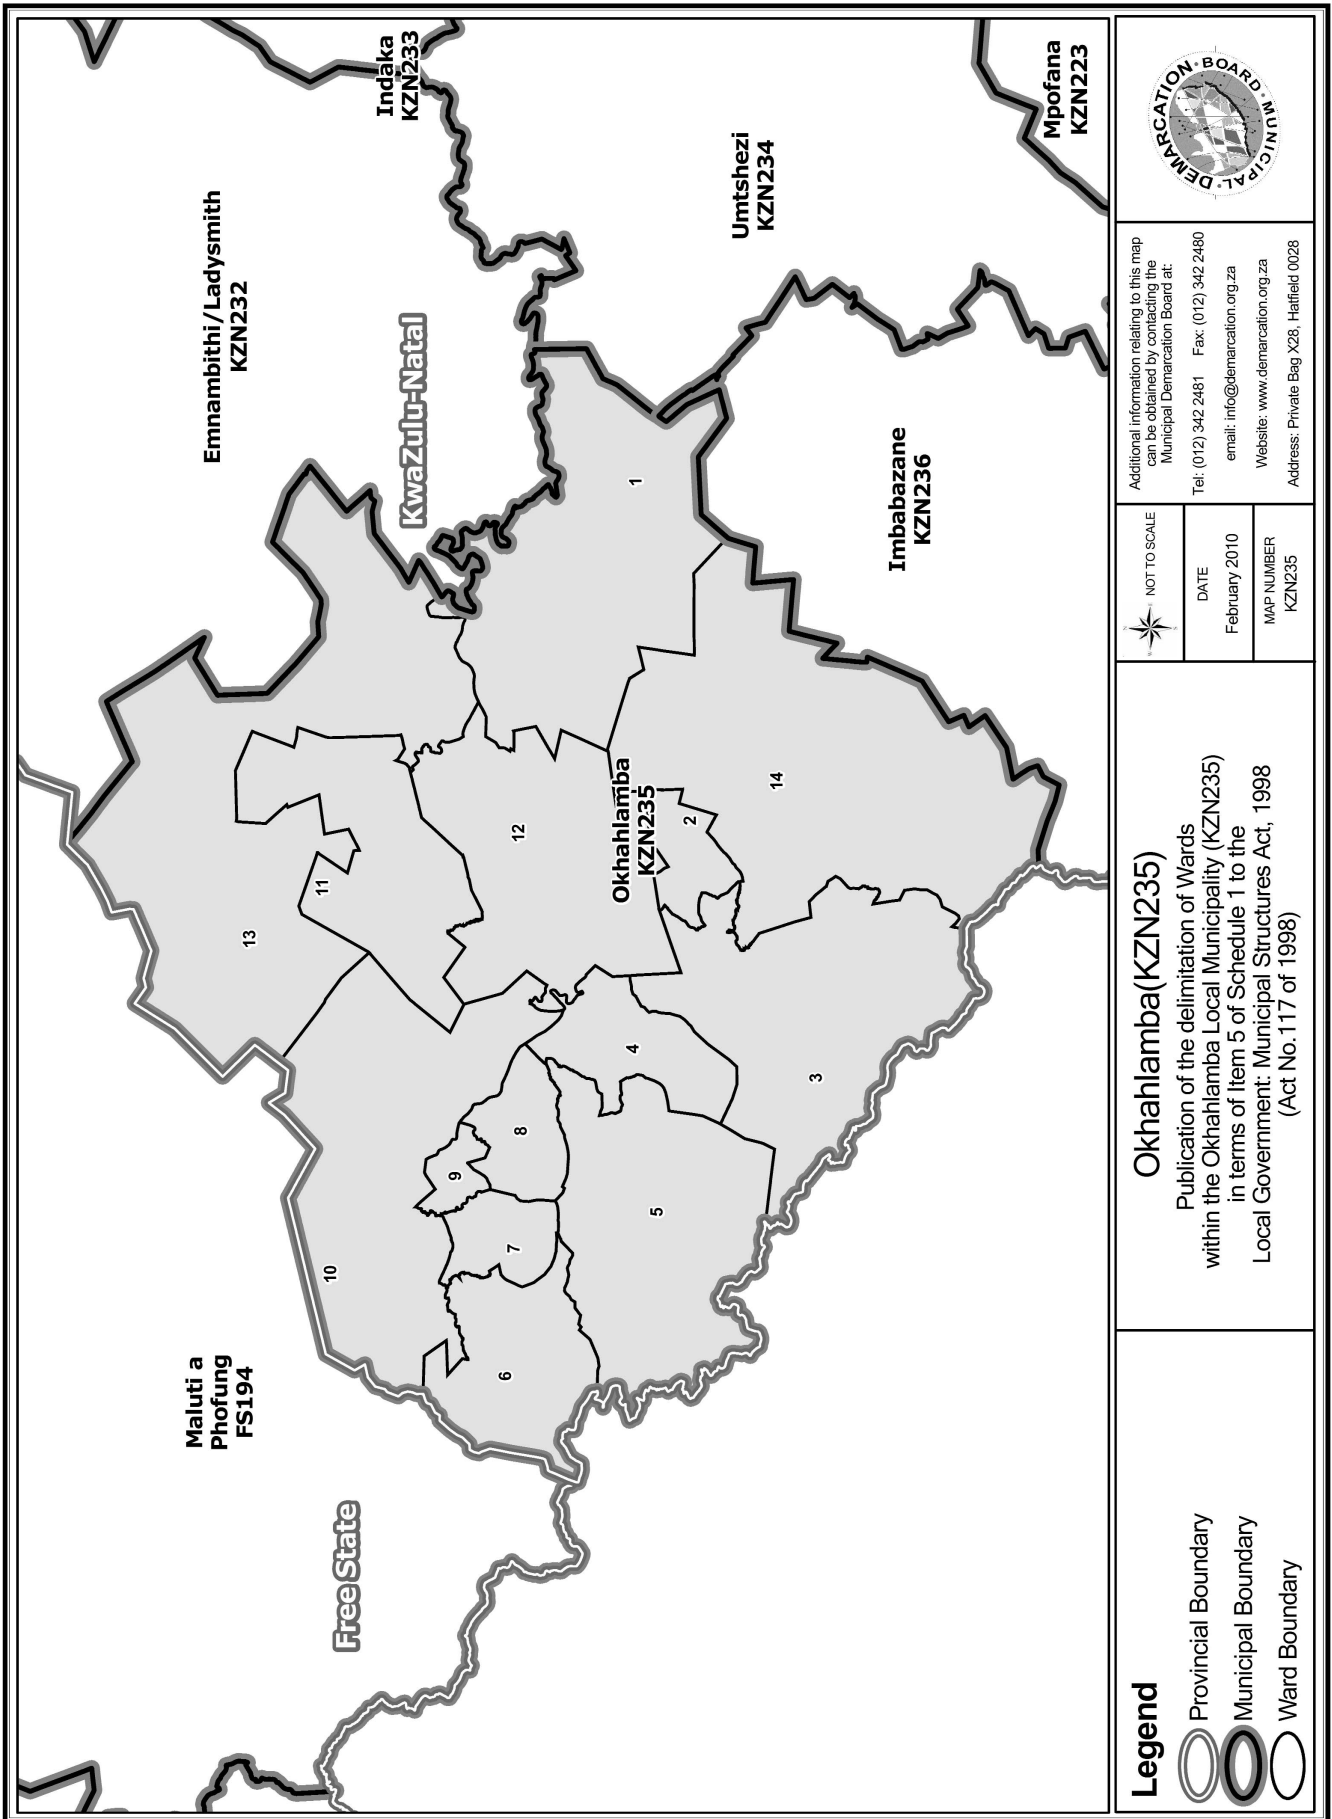 Indaka
KZN233
Mpofana
KZN223
Emnambithi/Ladysmith
KZN232
Umtshezi
KZN234
KwaZulu-Natal
1
Imbabazane
KZN236
13
11
12
Okhahlamba
KZN235
2
14
10
9
8
4
3
7
5
6
Maluti a
Phofung
FS194
Free State
Legend
Provincial Boundary
Municipal Boundary
Ward Boundary
Okhahlamba(KZN235)
Publication of the delimitation of Wards
within the Okhahlamba Local Municipality (KZN235)
in terms of Item 5 of Schedule 1 to the
Local Government: Municipal Structures Act, 1998
(Act No.117 of 1998)
N
E
S
W
NOT TO SCALE
DATE
February 2010
MAP NUMBER
KZN235
Additional information relating to this map
can be obtained by contacting the
Municipal Demarcation Board at:
Tel: (012) 342 2481 Fax: (012) 342 2480
email: info@demarcation.org.za
Website: www.demarcation.org.za
Address: Private Bag X28, Hatfield 0028
MUNICIPAL • DEMARCATION • BOARD •